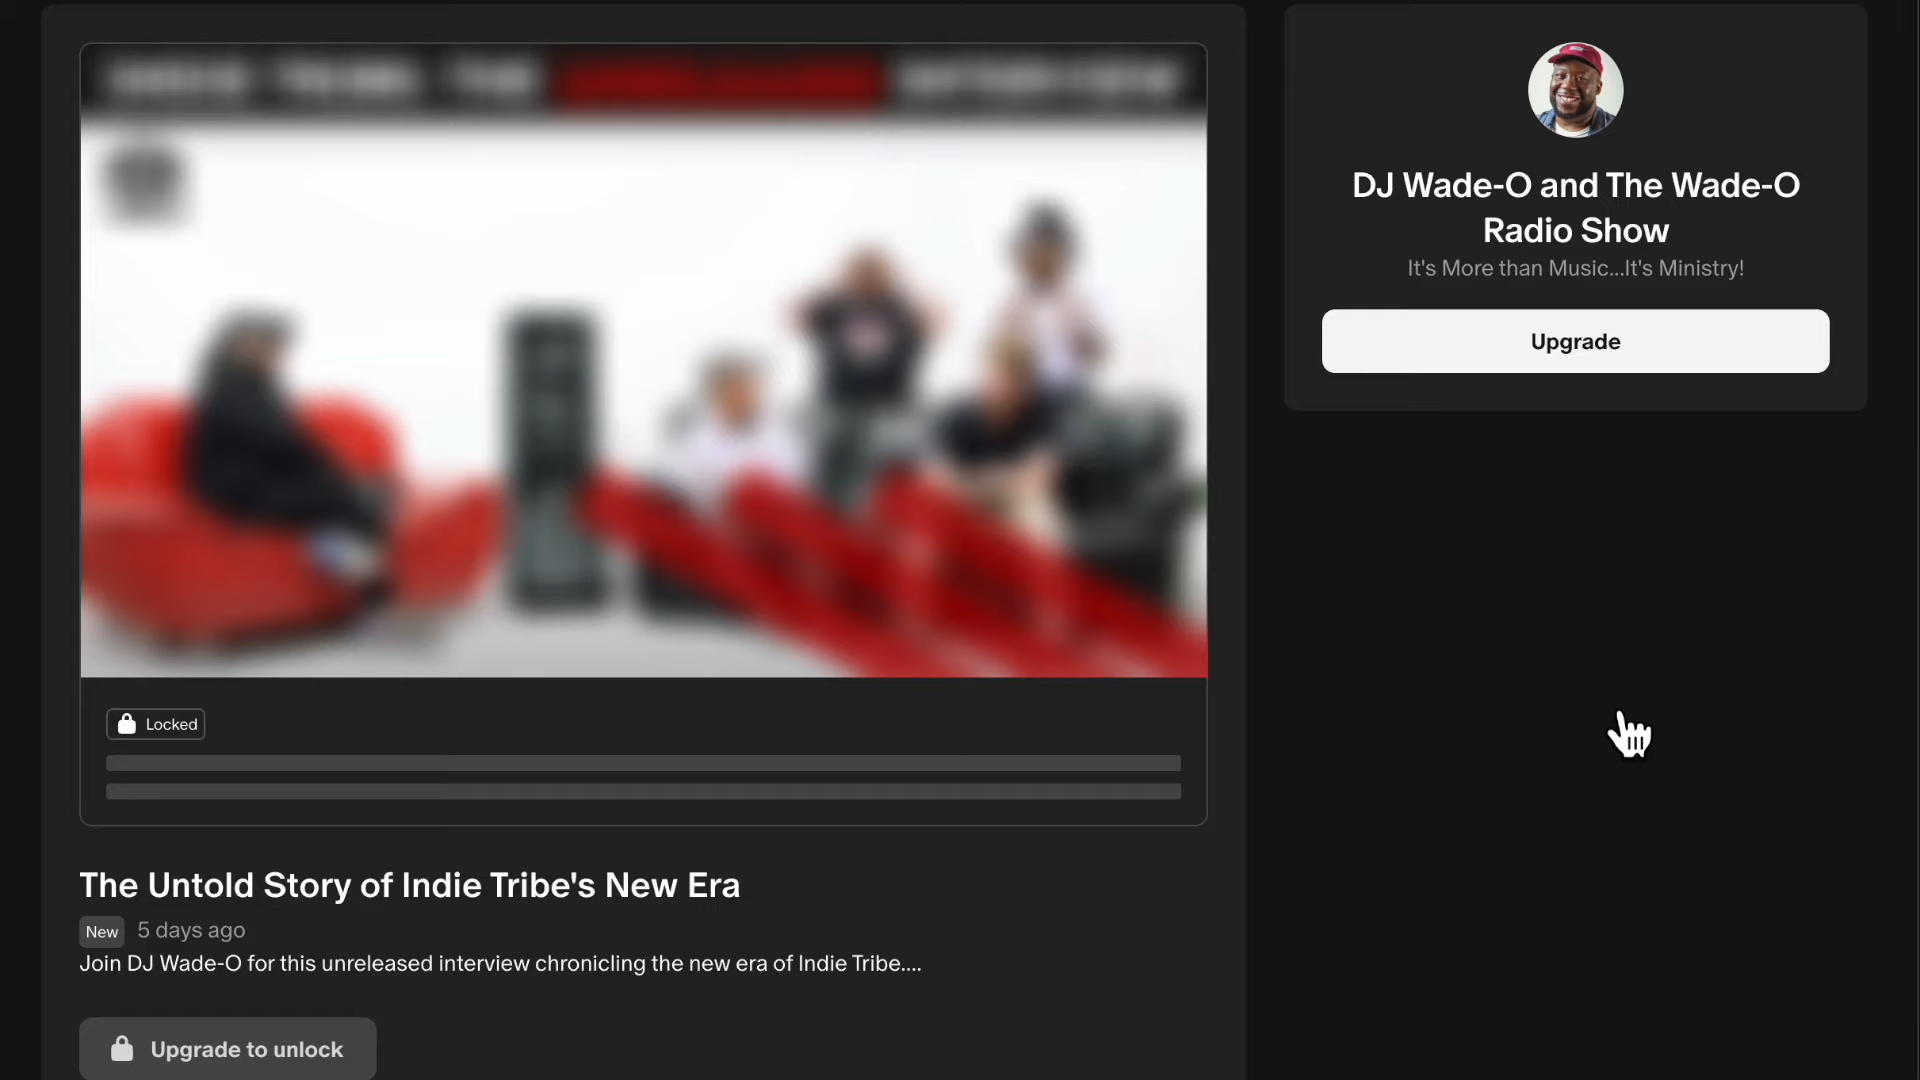 DJ Wade-O and The Wade-O
Radio Show
It's More than Music...It's Ministry!
Upgrade
Locked
The Untold Story of Indie Tribe's New Era
New 5 days ago
Join DJ Wade-O for this unreleased interview chronicling the new era of Indie Tribe....
Upgrade to unlock